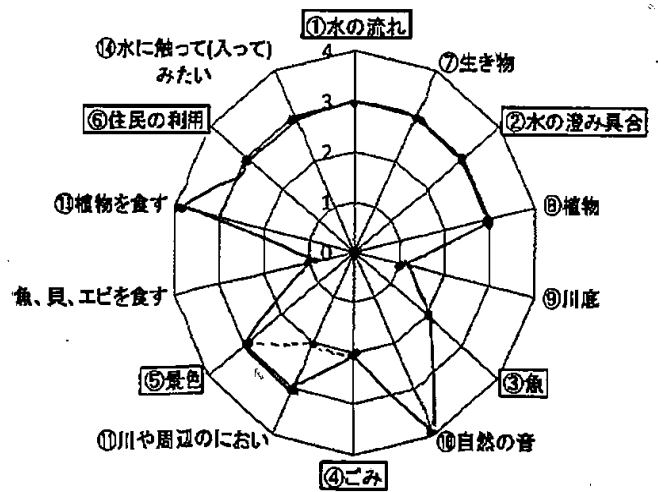 ①水の流れ
⑭水に触って(入って)
みたい
⑦生き物
⑥住民の利用
②水の澄み具合
⑬植物を食す
⑧植物
魚、貝、エビを食す
⑨川底
⑤景色
③魚
⑪川や周辺のにおい
⑩自然の音
④ごみ
4
3
2
1
0